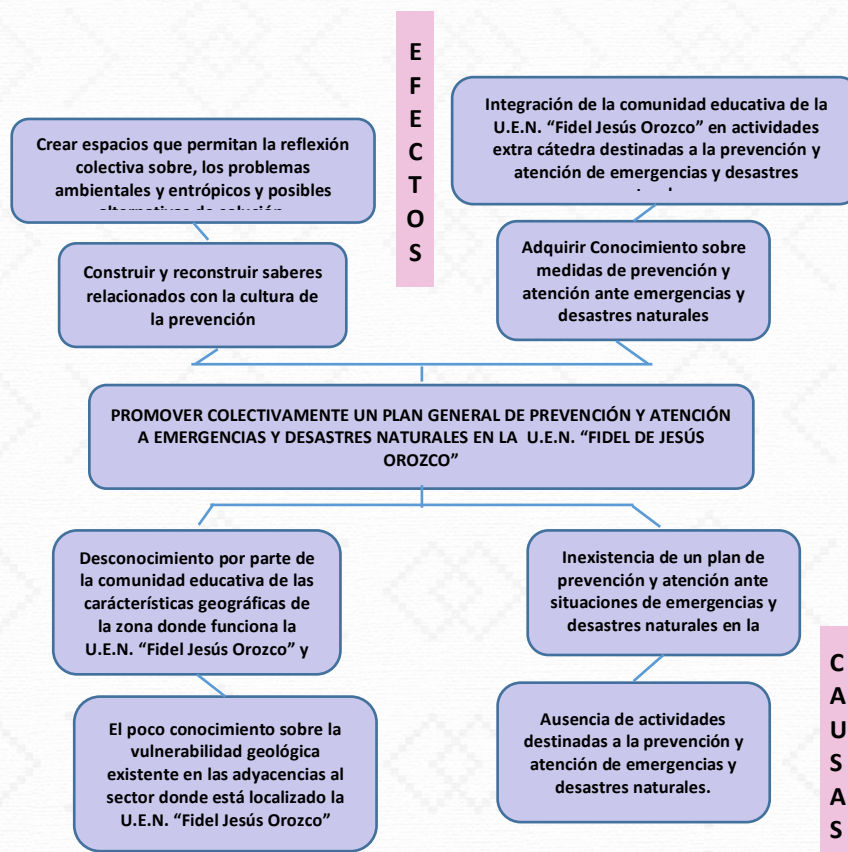 EFECTOS
Crear espacios que permitan la reflexión
colectiva sobre, los problemas
ambientales y entrópicos y posibles
alternativas de solución
Integración de la comunidad educativa de la
U.E.N. “Fidel Jesús Orozco” en actividades
extra cátedra destinadas a la prevención y
atención de emergencias y desastres
Construir y reconstruir saberes
relacionados con la cultura de
la prevención
Adquirir Conocimiento sobre
medidas de prevención y
atención ante emergencias y
desastres naturales
PROMOVER COLECTIVAMENTE UN PLAN GENERAL DE PREVENCIÓN Y ATENCIÓN
A EMERGENCIAS Y DESASTRES NATURALES EN LA U.E.N. “FIDEL DE JESÚS
OROZCO”
Desconocimiento por parte de
la comunidad educativa de las
carácterísticas geográficas de
la zona donde funciona la
U.E.N. “Fidel Jesús Orozco” y
Inexistencia de un plan de
prevención y atención ante
situaciones de emergencias y
desastres naturales en la
El poco conocimiento sobre la
vulnerabilidad geológica
existente en las adyacencias al
sector donde está localizado la
U.E.N. “Fidel Jesús Orozco”
Ausencia de actividades
destinadas a la prevención y
atención de emergencias y
desastres naturales.
CAUSAS